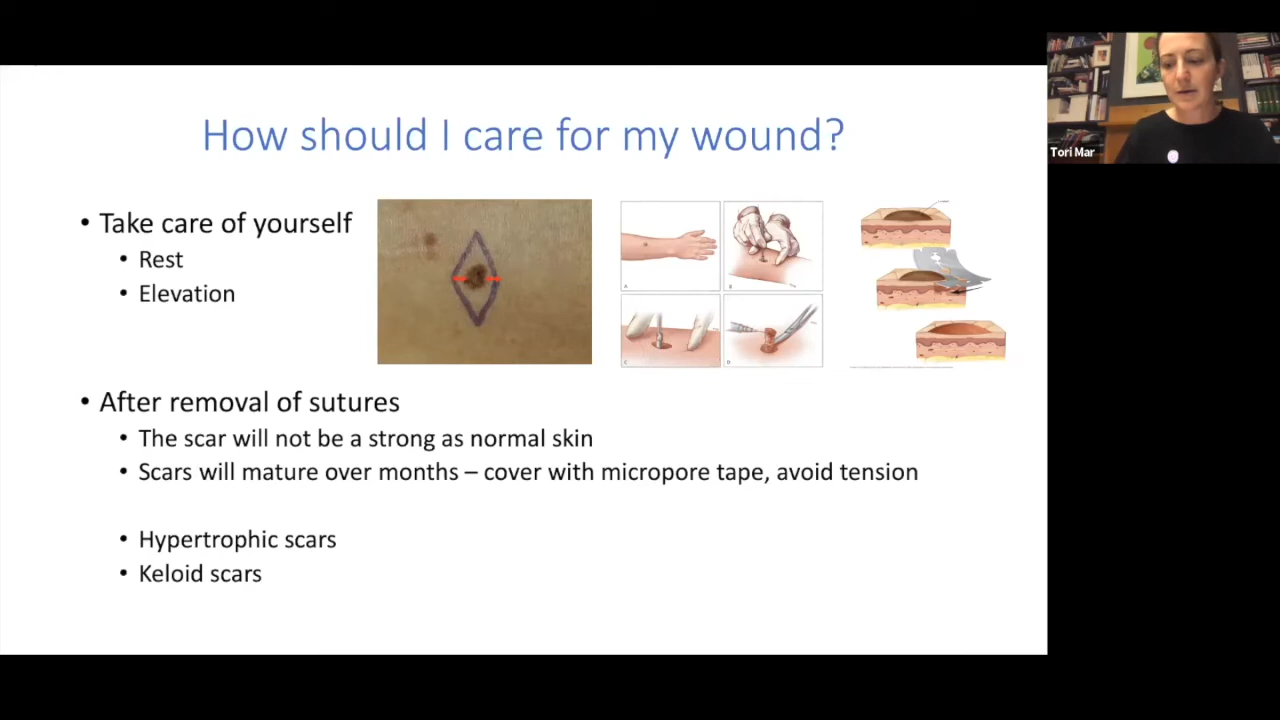 How should I care for my wound?
Tori Mar
• Take care of yourself
• Rest
• Elevation
A
B
C
D
• After removal of sutures
• The scar will not be a strong as normal skin
• Scars will mature over months – cover with micropore tape, avoid tension
• Hypertrophic scars
• Keloid scars